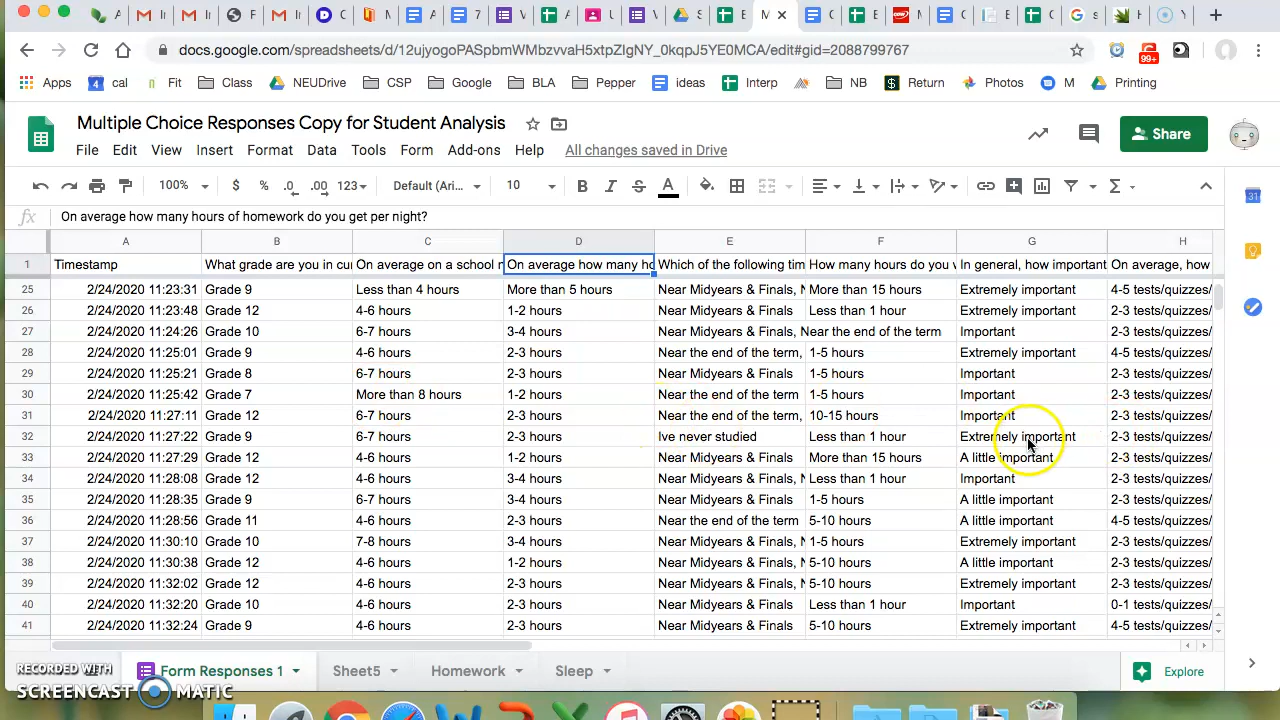 docs.google.com/spreadsheets/d/12ujyogoPASpbmWMbzvvaH5xtpZIgNY_0kqpJ5YE0MCA/edit#gid=2088799767
99+
Apps cal Fit Class NEUDrive CSP Google BLA Pepper ideas Interp NB Return Photos M Printing
Multiple Choice Responses Copy for Student Analysis
Share
File Edit View Insert Format Data Tools Form Add-ons Help All changes saved in Drive
100% $ % .0 .00 123 Default (Ari... 10 B I S A
fx On average how many hours of homework do you get per night?
A B C D E F G H
1 Timestamp What grade are you in cu On average on a school n On average how many ho Which of the following tim How many hours do you In general, how important On average, how
25 2/24/2020 11:23:31 Grade 9 Less than 4 hours More than 5 hours Near Midyears & Finals, N More than 15 hours Extremely important 4-5 tests/quizzes/
26 2/24/2020 11:23:48 Grade 12 4-6 hours 1-2 hours Near Midyears & Finals Less than 1 hour Extremely important 2-3 tests/quizzes/
27 2/24/2020 11:24:26 Grade 10 6-7 hours 3-4 hours Near Midyears & Finals, Near the end of the term Important 2-3 tests/quizzes/
28 2/24/2020 11:25:01 Grade 9 4-6 hours 2-3 hours Near the end of the term, 1-5 hours Extremely important 4-5 tests/quizzes/
29 2/24/2020 11:25:21 Grade 8 6-7 hours 2-3 hours Near Midyears & Finals 1-5 hours Important 2-3 tests/quizzes/
30 2/24/2020 11:25:42 Grade 7 More than 8 hours 1-2 hours Near the end of the term 1-5 hours Important 2-3 tests/quizzes/
31 2/24/2020 11:27:11 Grade 12 6-7 hours 2-3 hours Near the end of the term, 10-15 hours Important 2-3 tests/quizzes/
32 2/24/2020 11:27:22 Grade 9 6-7 hours 2-3 hours Ive never studied Less than 1 hour Extremely important 2-3 tests/quizzes/
33 2/24/2020 11:27:29 Grade 12 4-6 hours 1-2 hours Near Midyears & Finals More than 15 hours A little important 2-3 tests/quizzes/
34 2/24/2020 11:28:08 Grade 12 4-6 hours 3-4 hours Near Midyears & Finals, N Less than 1 hour Important 2-3 tests/quizzes/
35 2/24/2020 11:28:35 Grade 9 6-7 hours 3-4 hours Near Midyears & Finals 1-5 hours A little important 2-3 tests/quizzes/
36 2/24/2020 11:28:56 Grade 11 4-6 hours 2-3 hours Near the end of the term 5-10 hours A little important 4-5 tests/quizzes/
37 2/24/2020 11:30:10 Grade 10 7-8 hours 3-4 hours Near Midyears & Finals, N 1-5 hours Extremely important 2-3 tests/quizzes/
38 2/24/2020 11:30:38 Grade 12 4-6 hours 1-2 hours Near Midyears & Finals, N 5-10 hours A little important 2-3 tests/quizzes/
39 2/24/2020 11:32:02 Grade 12 4-6 hours 2-3 hours Near Midyears & Finals, N 5-10 hours Extremely important 2-3 tests/quizzes/
40 2/24/2020 11:32:20 Grade 10 4-6 hours 2-3 hours Near Midyears & Finals Less than 1 hour Important 0-1 tests/quizzes/
41 2/24/2020 11:32:24 Grade 9 4-6 hours 2-3 hours Near Midyears & Finals 5-10 hours Extremely important 4-5 tests/quizzes/
Form Responses 1 Sheet5 Homework Sleep Explore
RECORDED WITH
SCREENCAST MATIC